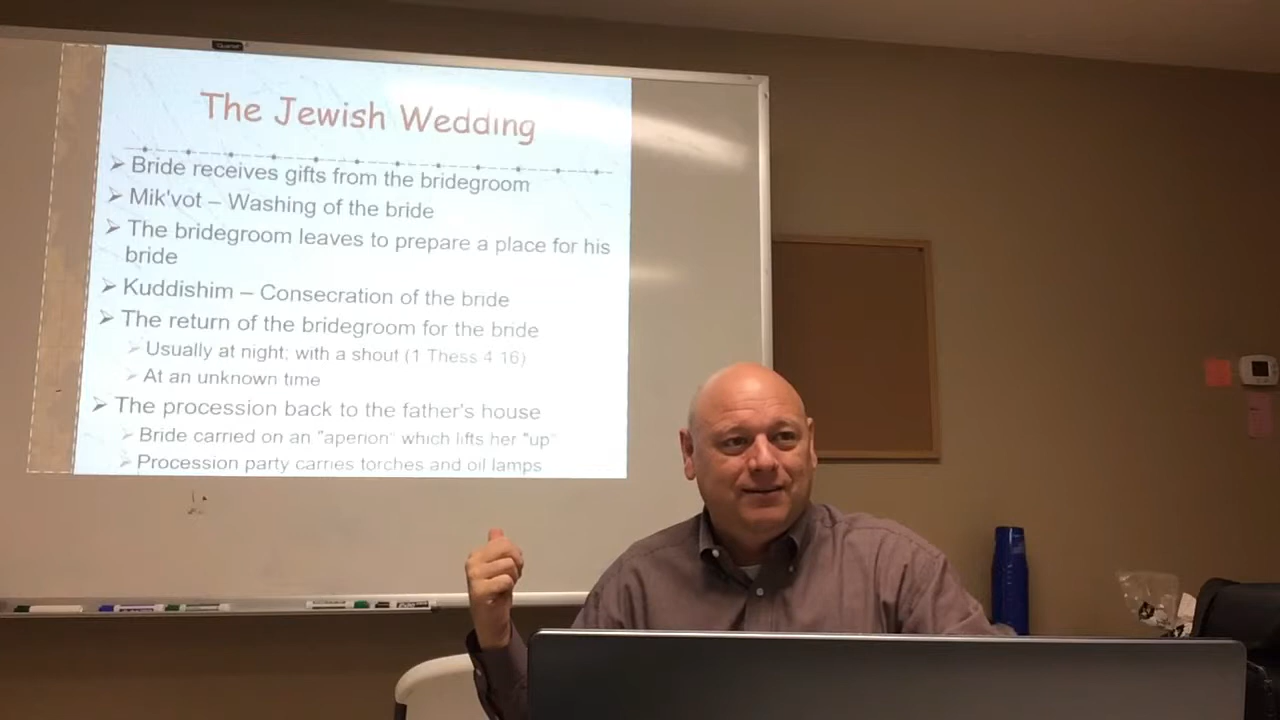 The Jewish Wedding
➢ Bride receives gifts from the bridegroom
➢ Mik'vot – Washing of the bride
➢ The bridegroom leaves to prepare a place for his
bride
➢ Kuddishim – Consecration of the bride
➢ The return of the bridegroom for the bride
➢ Usually at night; with a shout (1 Thess 4 16)
➢ At an unknown time
➢ The procession back to the father's house
➢ Bride carried on an "aperion" which lifts her "up"
➢ Procession party carries torches and oil lamps